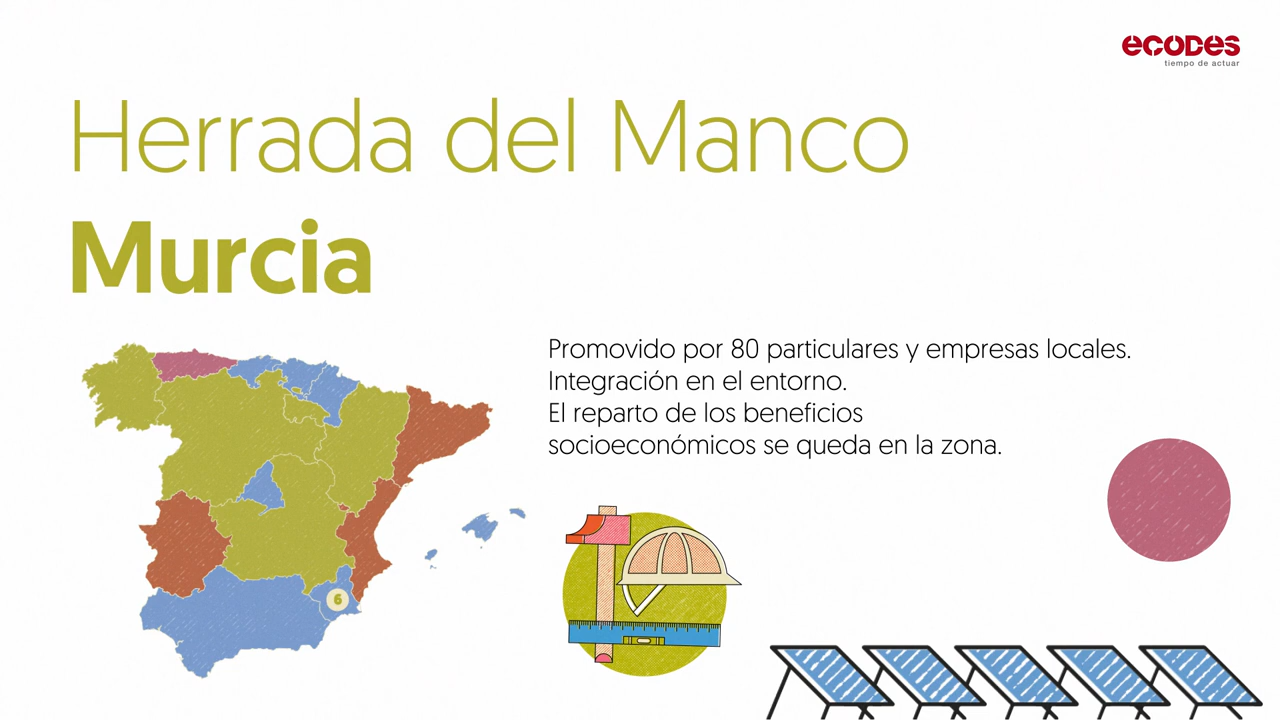 ecodes
tiempo de actuar
Herrada del Manco
Murcia
Promovido por 80 particulares y empresas locales.
Integración en el entorno.
El reparto de los beneficios
socioeconómicos se queda en la zona.
6